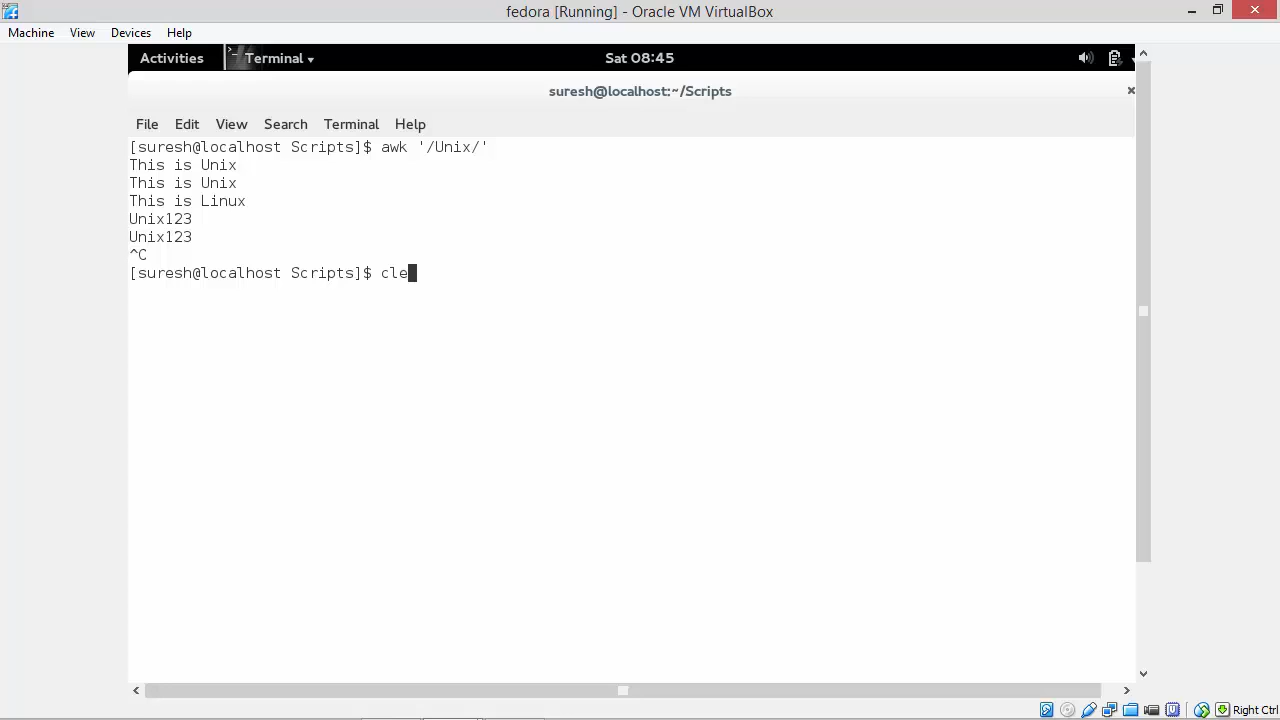 fedora [Running] - Oracle VM VirtualBox
Machine View Devices Help
Activities Terminal Sat 08:45
suresh@localhost:~/Scripts
File Edit View Search Terminal Help
[suresh@localhost Scripts]$ awk '/Unix/'
This is Unix
This is Unix
This is Linux
Unix123
Unix123
^C
[suresh@localhost Scripts]$ cle
Right Ctrl